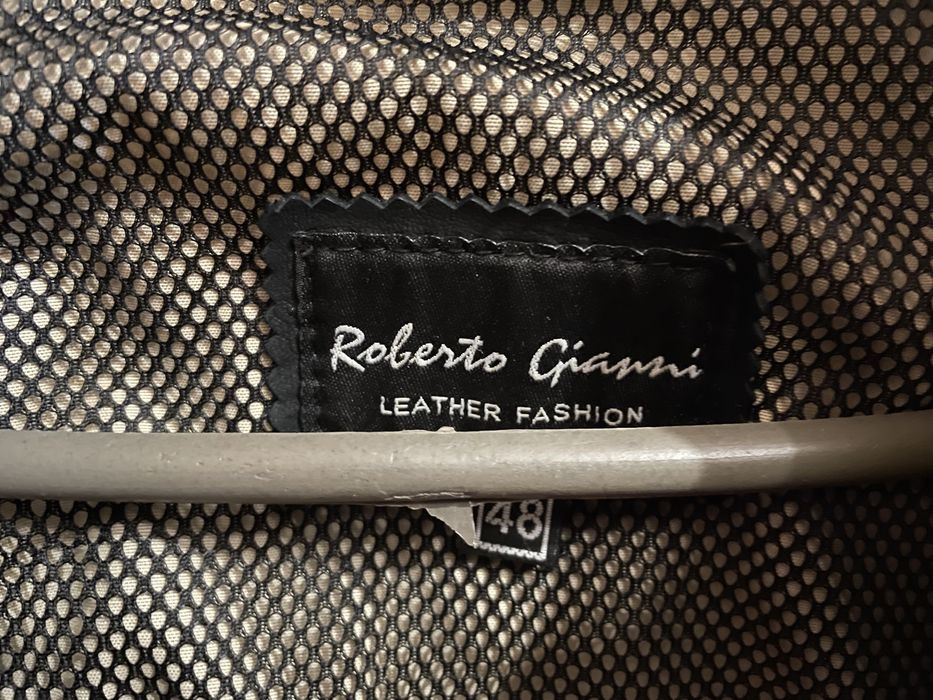 Roberto Gianni
LEATHER FASHION
48